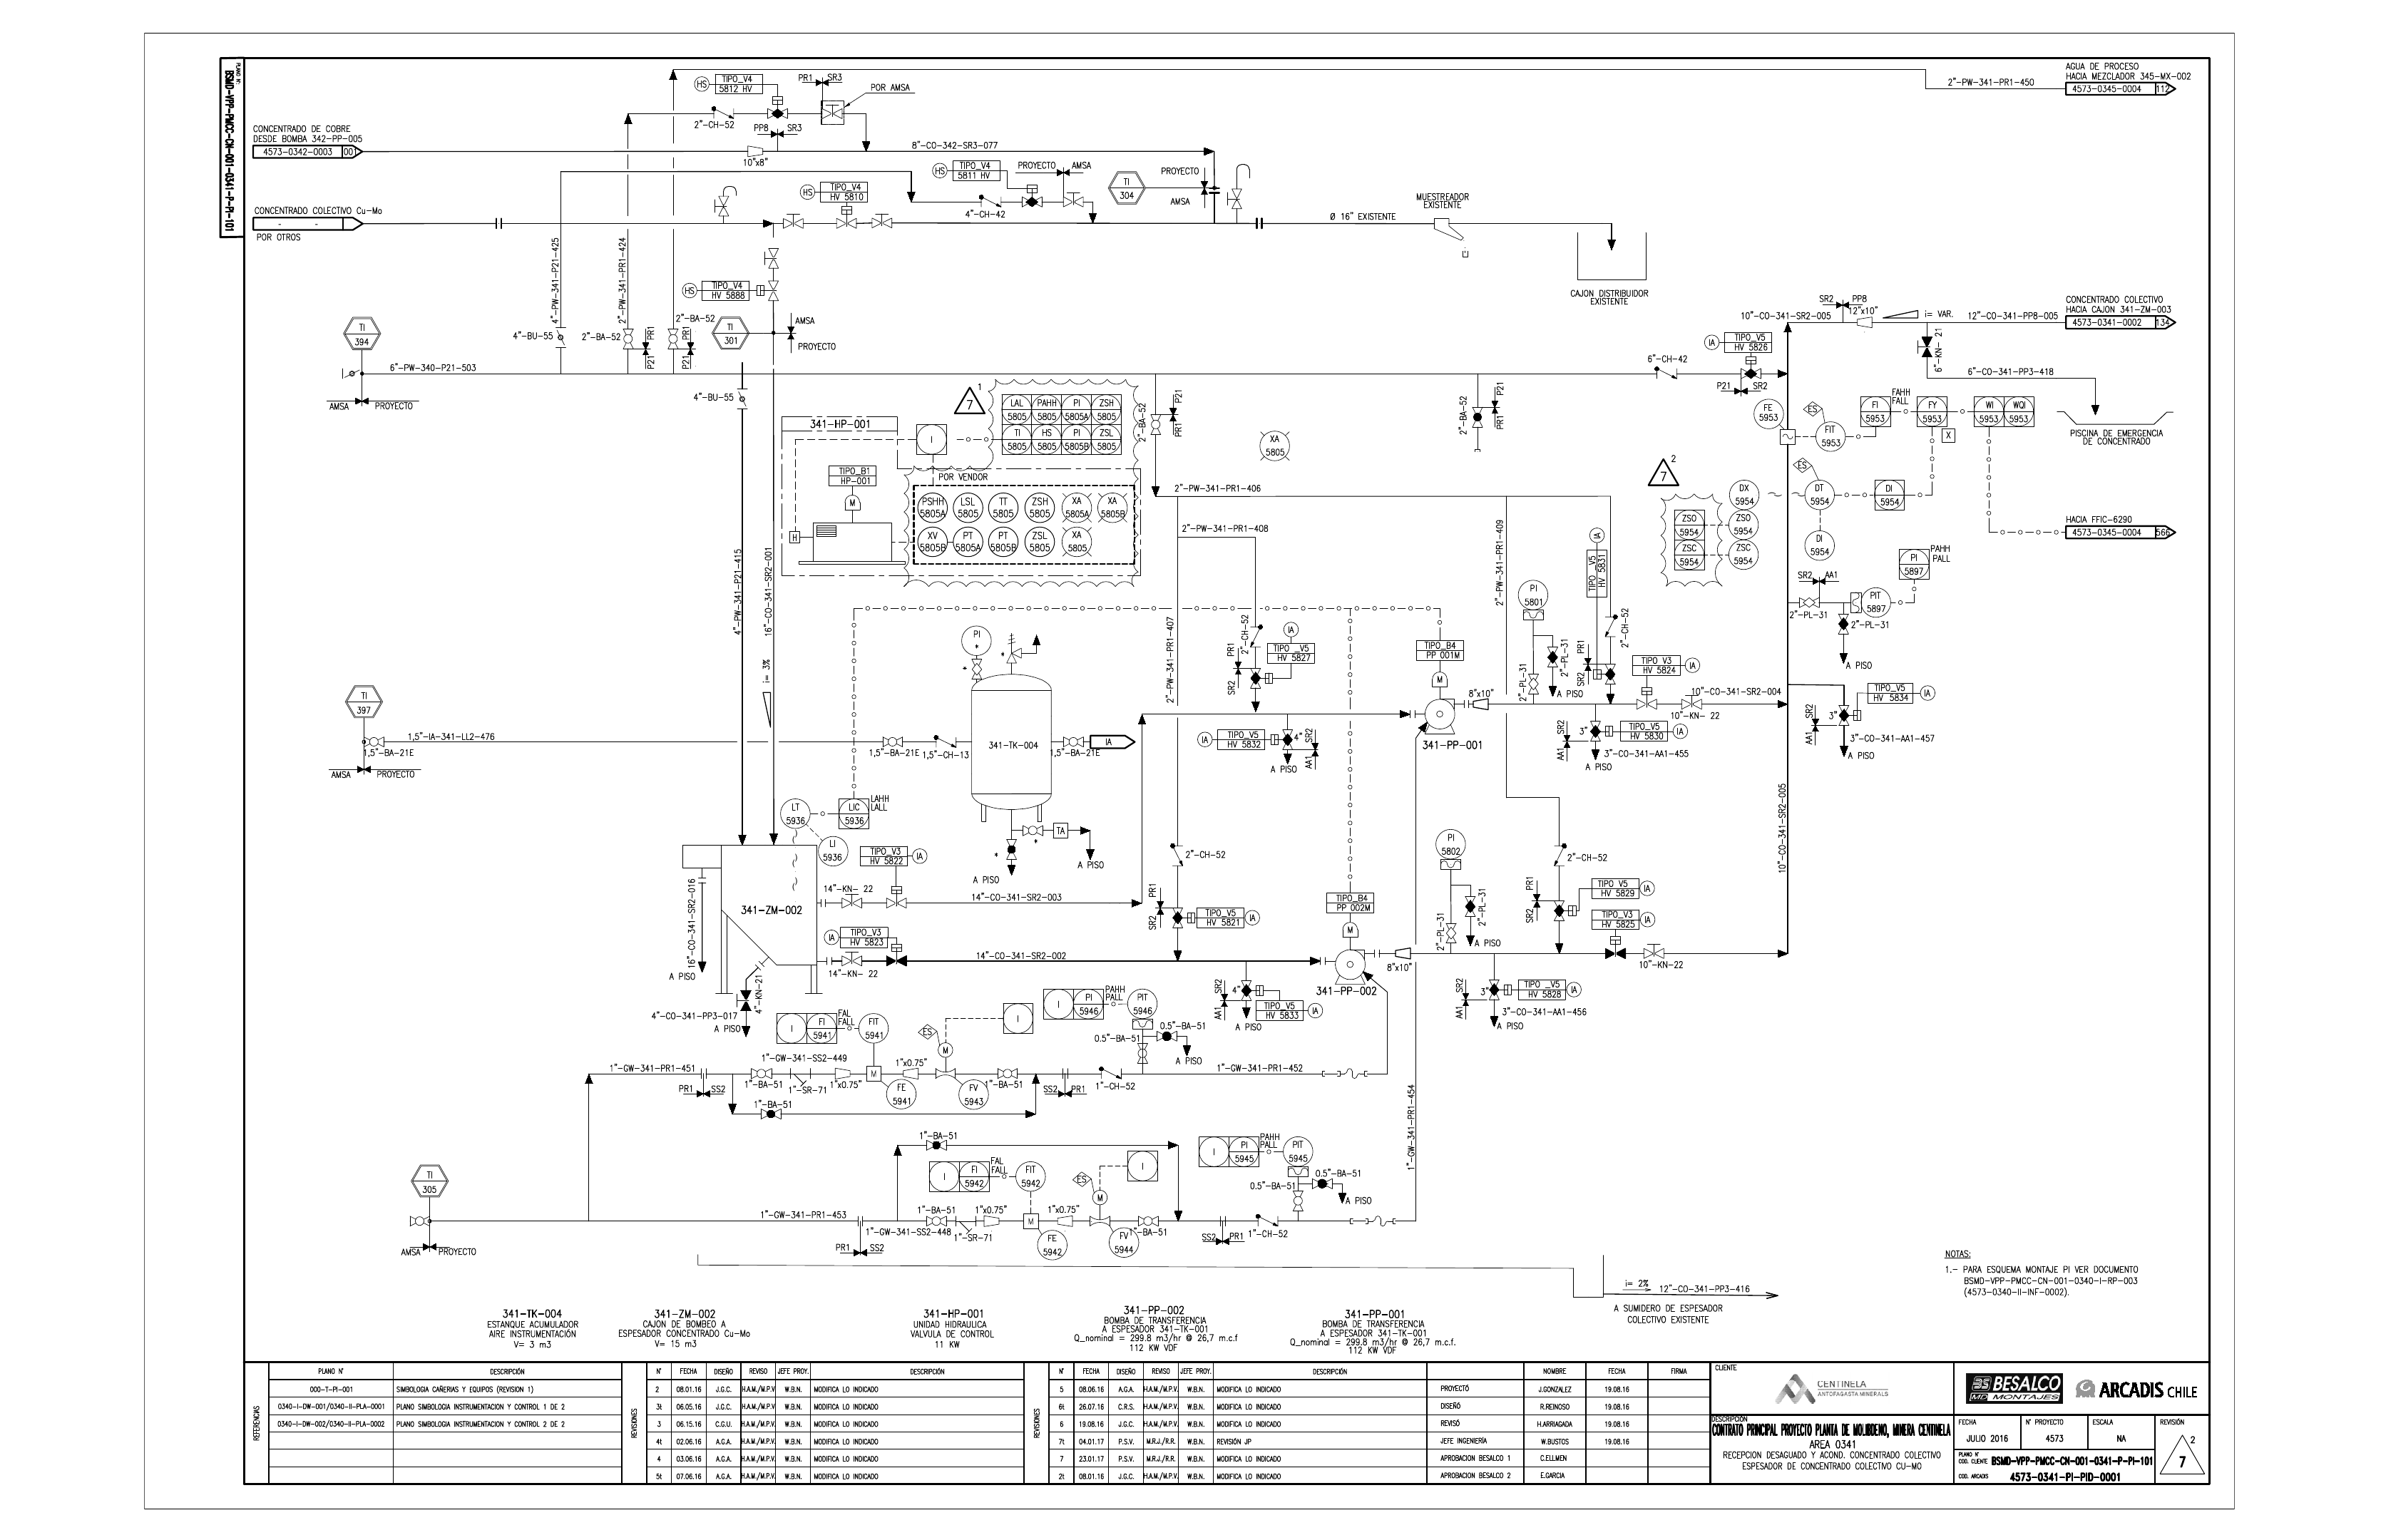 PLANO N°:
BSMD-VPP-PMCC-CN-001-0341-P-PI-101
AGUA DE PROCESO
HACIA MEZCLADOR 345-MX-002
2"-PW-341-PR1-450
4573-0345-0004
112
HS
TIPO_V4
5812 HV
PR1
SR3
POR AMSA
2"-CH-52
PP8
SR3
CONCENTRADO DE COBRE
DESDE BOMBA 342-PP-005
4573-0342-0003
001
10"x8"
8"-CO-342-SR3-077
HS
TIPO_V4
5811 HV
PROYECTO
AMSA
4"-CH-42
TI
304
PROYECTO
AMSA
HS
TIPO_V4
HV 5810
CONCENTRADO COLECTIVO Cu-Mo
- -
POR OTROS
Ø 16" EXISTENTE
MUESTREADOR
EXISTENTE
CAJON DISTRIBUIDOR
EXISTENTE
4"-PW-341-P21-425
2"-PW-341-PR1-424
HS
TIPO_V4
HV 5888
TI
301
AMSA
PROYECTO
TI
394
4"-BU-55
2"-BA-52
PR1
P21
2"-BA-52
PR1
P21
6"-PW-340-P21-503
AMSA
PROYECTO
4"-BU-55
SR2
PP8
12"x10"
10"-CO-341-SR2-005
i= VAR.
12"-CO-341-PP8-005
CONCENTRADO COLECTIVO
HACIA CAJON 341-ZM-003
4573-0341-0002
134
IA
TIPO_V5
HV 5826
6"-CH-42
P21
SR2
6"-KN- 21
6"-CO-341-PP3-418
PISCINA DE EMERGENCIA
DE CONCENTRADO
7
1
LAL
5805
PAHH
5805
PI
5805A
ZSH
5805
TI
5805
HS
5805
PI
5805B
ZSL
5805
341-HP-001
I
POR VENDOR
TIPO_B1
HP-001
M
H
PSHH
5805A
LSL
5805
TT
5805
ZSH
5805
XA
5805A
XA
5805B
XV
5805B
PT
5805A
PT
5805B
ZSL
5805
XA
5805
2"-BA-52
P21
PR1
XA
5805
2"-BA-52
P21
PR1
FE
5953
ES
FIT
5953
FAHH
FALL
FI
5953
FY
5953
X
WI
5953
WQI
5953
7
2
ZSO
5954
ZSC
5954
DX
5954
ZSO
5954
ZSC
5954
ES
DT
5954
DI
5954
DI
5954
HACIA FFIC-6290
4573-0345-0004
566
PAHH
PALL
PI
5897
PIT
5897
SR2
AA1
2"-PL-31
2"-PL-31
A PISO
2"-PW-341-PR1-406
2"-PW-341-PR1-408
2"-PW-341-PR1-409
2"-PW-341-PR1-407
IA
TIPO_V5
HV 5831
PI
5801
2"-CH-52
PR1
SR2
2"-PL-31
2"-PL-31
A PISO
TIPO V3
HV 5824
IA
10"-CO-341-SR2-004
10"-KN- 22
2"-CH-52
IA
TIPO _V5
HV 5827
PR1
SR2
TIPO_B4
PP 001M
M
8"x10"
341-PP-001
3"
TIPO_V5
HV 5830
IA
SR2
AA1
3"-CO-341-AA1-455
A PISO
TIPO_V5
HV 5834
IA
3"
SR2
AA1
3"-CO-341-AA1-457
A PISO
IA
TIPO_V5
HV 5832
4"
SR2
AA1
A PISO
4"-PW-341-P21-415
16"-CO-341-SR2-001
i= 3%
PI
*
*
*
341-TK-004
TI
397
1,5"-IA-341-LL2-476
1,5"-BA-21E
AMSA
PROYECTO
1,5"-BA-21E
1,5"-CH-13
1,5"-BA-21E
IA
TA
A PISO
*
*
A PISO
LT
5936
LIC
5936
LAHH
LALL
LI
5936
TIPO_V3
HV 5822
IA
14"-KN- 22
14"-CO-341-SR2-003
341-ZM-002
16"-CO-341-SR2-016
A PISO
IA
TIPO_V3
HV 5823
14"-KN- 22
14"-CO-341-SR2-002
4"-KN-21
4"-CO-341-PP3-017
A PISO
2"-CH-52
PR1
SR2
TIPO_V5
HV 5821
IA
TIPO_B4
PP 002M
M
8"x10"
341-PP-002
4"
SR2
AA1
TIPO_V5
HV 5833
IA
A PISO
PI
5802
2"-PL-31
2"-PL-31
A PISO
2"-CH-52
PR1
SR2
TIPO V5
HV 5829
IA
TIPO_V3
HV 5825
IA
10"-KN-22
10"-CO-341-SR2-005
3"
SR2
AA1
TIPO _V5
HV 5828
IA
3"-CO-341-AA1-456
A PISO
I
FI
5941
FAL
FALL
FIT
5941
ES
M
I
I
PI
5946
PAHH
PALL
PIT
5946
0.5"-BA-51
0.5"-BA-51
A PISO
1"-GW-341-PR1-451
1"-GW-341-SS2-449
PR1
SS2
1"-BA-51
1"-SR-71
1"x0.75"
M
FE
5941
1"x0.75"
FV
5943
1"-BA-51
SS2
PR1
1"-CH-52
1"-GW-341-PR1-452
1"-BA-51
1"-GW-341-PR1-454
1"-BA-51
I
FI
5942
FAL
FALL
FIT
5942
ES
M
I
I
PI
5945
PAHH
PALL
PIT
5945
0.5"-BA-51
0.5"-BA-51
A PISO
TI
305
AMSA
PROYECTO
1"-GW-341-PR1-453
PR1
SS2
1"-GW-341-SS2-448
1"-BA-51
1"-SR-71
1"x0.75"
M
FE
5942
1"x0.75"
FV
5944
1"-BA-51
SS2
PR1
1"-CH-52
i= 2%
12"-CO-341-PP3-416
A SUMIDERO DE ESPESADOR
COLECTIVO EXISTENTE
NOTAS:
1.- PARA ESQUEMA MONTAJE PI VER DOCUMENTO
BSMD-VPP-PMCC-CN-001-0340-I-RP-003
(4573-0340-II-INF-0002).
341-TK-004
ESTANQUE ACUMULADOR
AIRE INSTRUMENTACIÓN
V= 3 m3
341-ZM-002
CAJON DE BOMBEO A
ESPESADOR CONCENTRADO Cu-Mo
V= 15 m3
341-HP-001
UNIDAD HIDRAULICA
VALVULA DE CONTROL
11 KW
341-PP-002
BOMBA DE TRANSFERENCIA
A ESPESADOR 341-TK-001
Q_nominal = 299.8 m3/hr @ 26,7 m.c.f
112 KW VDF
341-PP-001
BOMBA DE TRANSFERENCIA
A ESPESADOR 341-TK-001
Q_nominal = 299.8 m3/hr @ 26,7 m.c.f.
112 KW VDF
REFERENCIAS
PLANO N° DESCRIPCIÓN
000-T-PI-001 SIMBOLOGIA CAÑERIAS Y EQUIPOS (REVISION 1)
0340-I-DW-001/0340-II-PLA-0001 PLANO SIMBOLOGIA INSTRUMENTACION Y CONTROL 1 DE 2
0340-I-DW-002/0340-II-PLA-0002 PLANO SIMBOLOGIA INSTRUMENTACION Y CONTROL 2 DE 2
REVISIONES
N° FECHA DISEÑO REVISO JEFE PROY. DESCRIPCIÓN
2 08.01.16 J.G.C. H.A.M./M.P.V. W.B.N. MODIFICA LO INDICADO
3t 06.05.16 J.G.C. H.A.M./M.P.V. W.B.N. MODIFICA LO INDICADO
3 06.15.16 C.G.U. H.A.M./M.P.V. W.B.N. MODIFICA LO INDICADO
4t 02.06.16 A.G.A. H.A.M./M.P.V. W.B.N. MODIFICA LO INDICADO
4 03.06.16 A.G.A. H.A.M./M.P.V. W.B.N. MODIFICA LO INDICADO
5t 07.06.16 A.G.A. H.A.M./M.P.V. W.B.N. MODIFICA LO INDICADO
REVISIONES
N° FECHA DISEÑO REVISO JEFE PROY. DESCRIPCIÓN
5 08.06.16 A.G.A. H.A.M./M.P.V. W.B.N. MODIFICA LO INDICADO
6t 26.07.16 C.R.S. H.A.M./M.P.V. W.B.N. MODIFICA LO INDICADO
6 19.08.16 J.G.C. H.A.M./M.P.V. W.B.N. MODIFICA LO INDICADO
7t 04.01.17 P.S.V. M.R.J./R.R. W.B.N. REVISIÓN JP
7 23.01.17 P.S.V. M.R.J./R.R. W.B.N. MODIFICA LO INDICADO
2t 08.01.16 J.G.C. H.A.M./M.P.V. W.B.N. MODIFICA LO INDICADO
NOMBRE FECHA FIRMA
PROYECTÓ J.GONZALEZ 19.08.16
DISEÑÓ R.REINOSO 19.08.16
REVISÓ H.ARRIAGADA 19.08.16
JEFE INGENIERÍA W.BUSTOS 19.08.16
APROBACION BESALCO 1 C.ELLMEN
APROBACION BESALCO 2 E.GARCIA
CLIENTE
CENTINELA
ANTOFAGASTA MINERALS
BESALCO
MD MONTAJES
ARCADIS CHILE
DESCRIPCIÓN
CONTRATO PRINCIPAL PROYECTO PLANTA DE MOLIBDENO, MINERA CENTINELA
AREA 0341
RECEPCION DESAGUADO Y ACOND. CONCENTRADO COLECTIVO
ESPESADOR DE CONCENTRADO COLECTIVO CU-MO
FECHA
JULIO 2016
N° PROYECTO
4573
ESCALA
NA
REVISIÓN
2
7
PLANO N°
COD. CLIENTE BSMD-VPP-PMCC-CN-001-0341-P-PI-101
COD. ARCADIS 4573-0341-PI-PID-0001